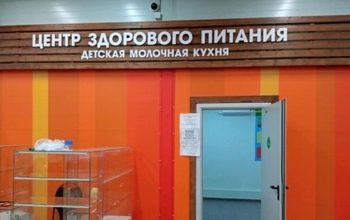 ЦЕНТР ЗДОРОВОГО ПИТАНИЯ
ДЕТСКАЯ МОЛОЧНАЯ КУХНЯ